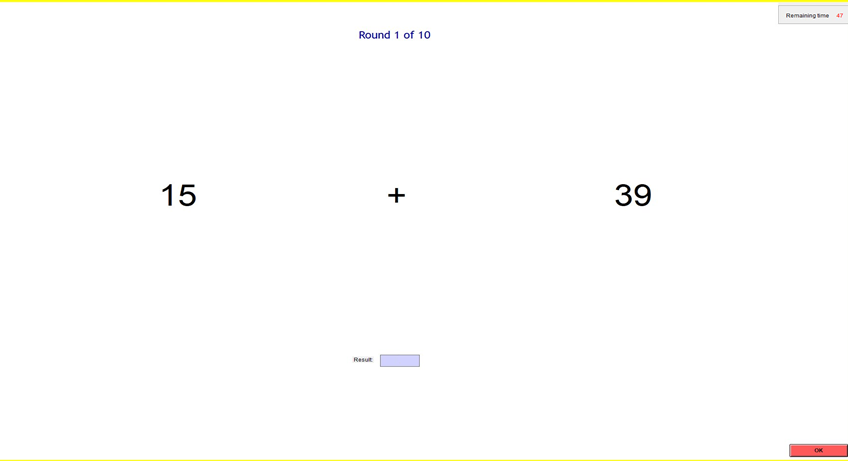 Remaining time 47
Round 1 of 10
15 + 39
Result:
OK